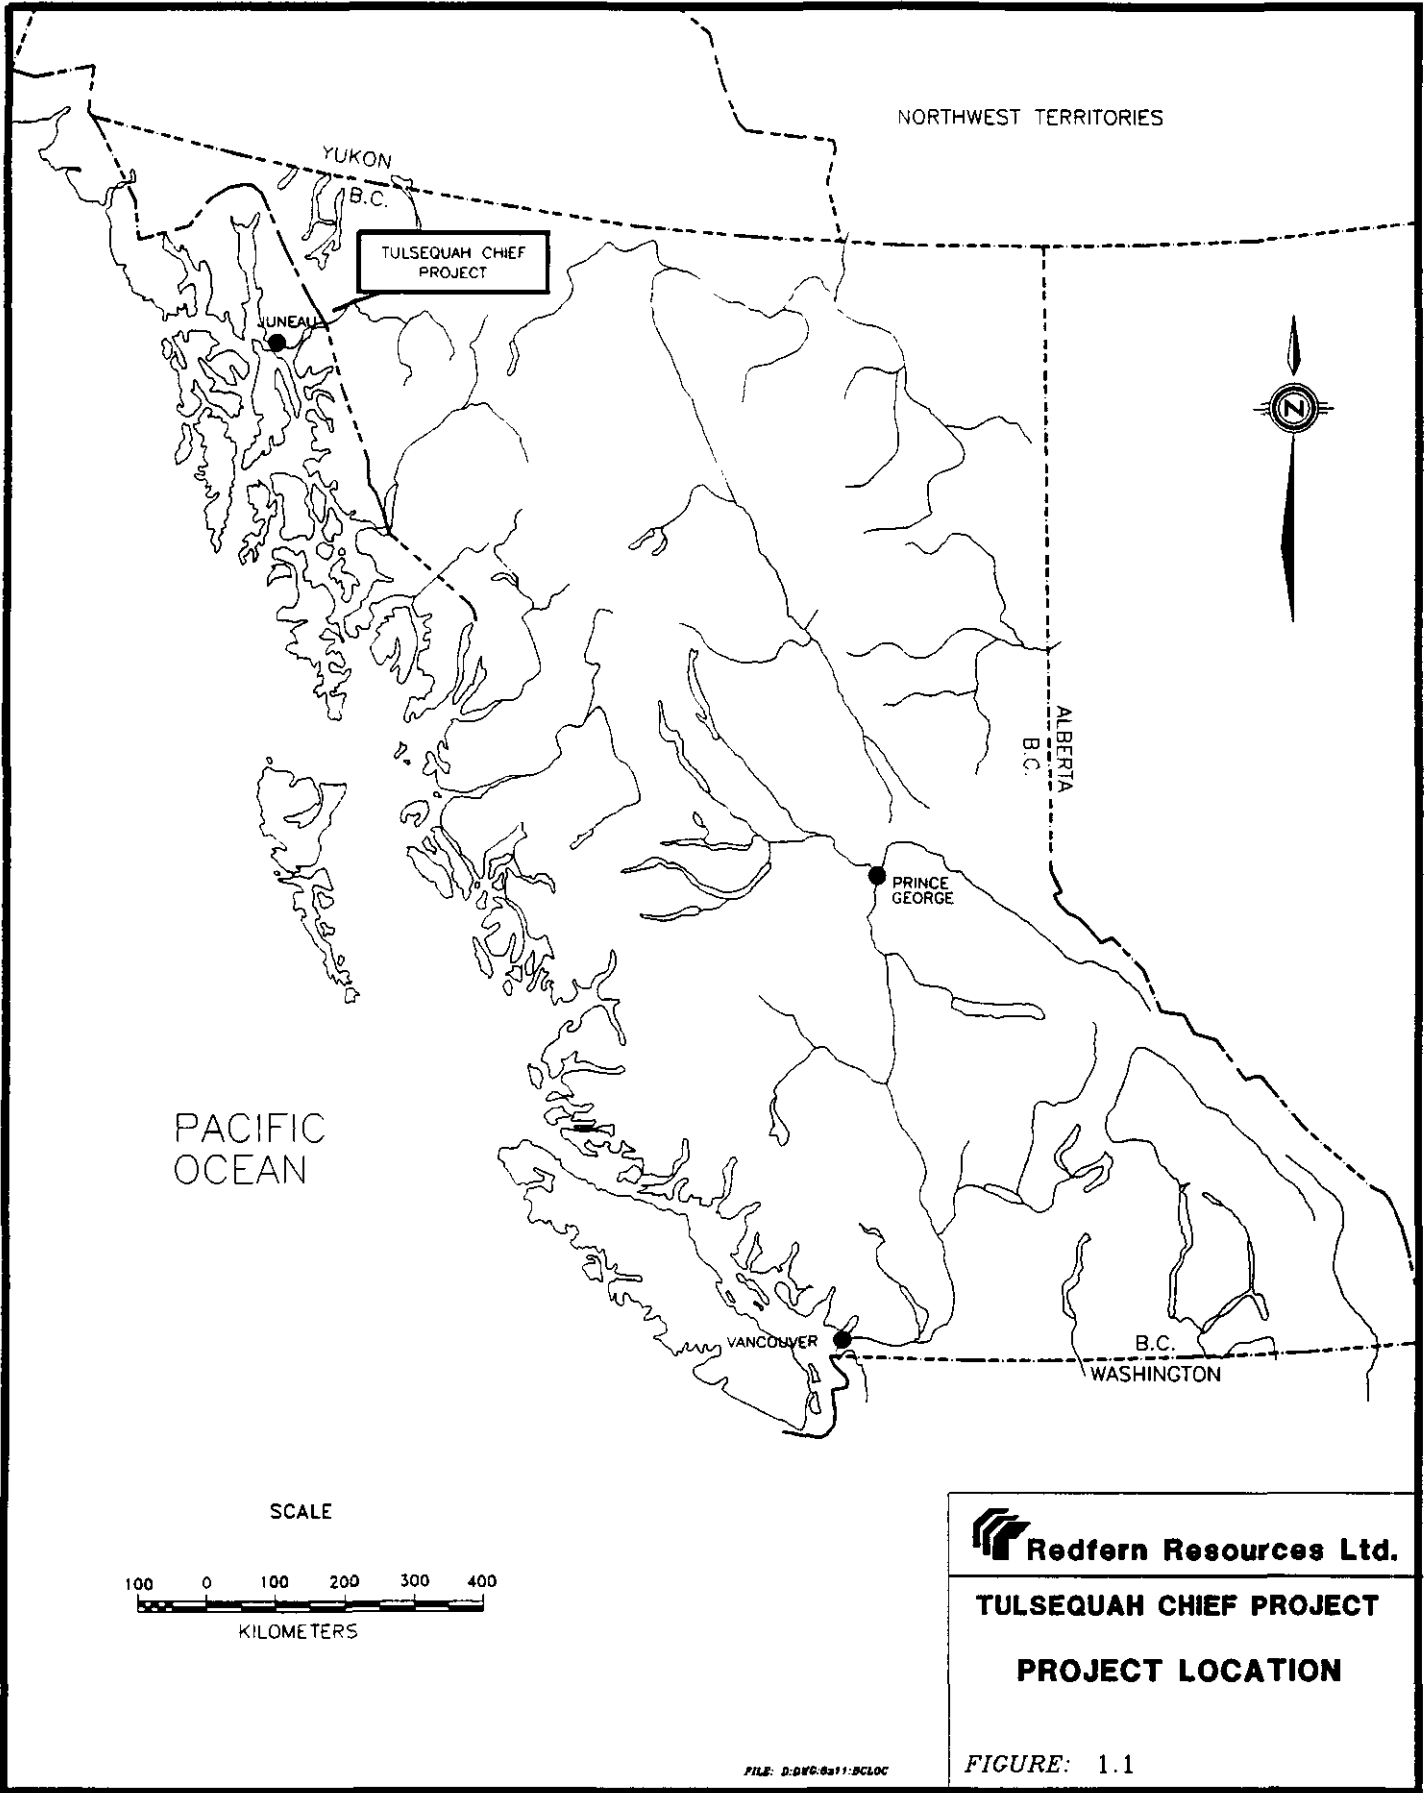 NORTHWEST TERRITORIES
YUKON
B.C.
TULSEQUAH CHIEF
PROJECT
JUNEAU
N
ALBERTA
B.C.
PRINCE
GEORGE
PACIFIC
OCEAN
VANCOUVER
B.C.
WASHINGTON
SCALE
100 0 100 200 300 400
KILOMETERS
Redfern Resources Ltd.
TULSEQUAH CHIEF PROJECT
PROJECT LOCATION
FIGURE: 1.1
FILE: